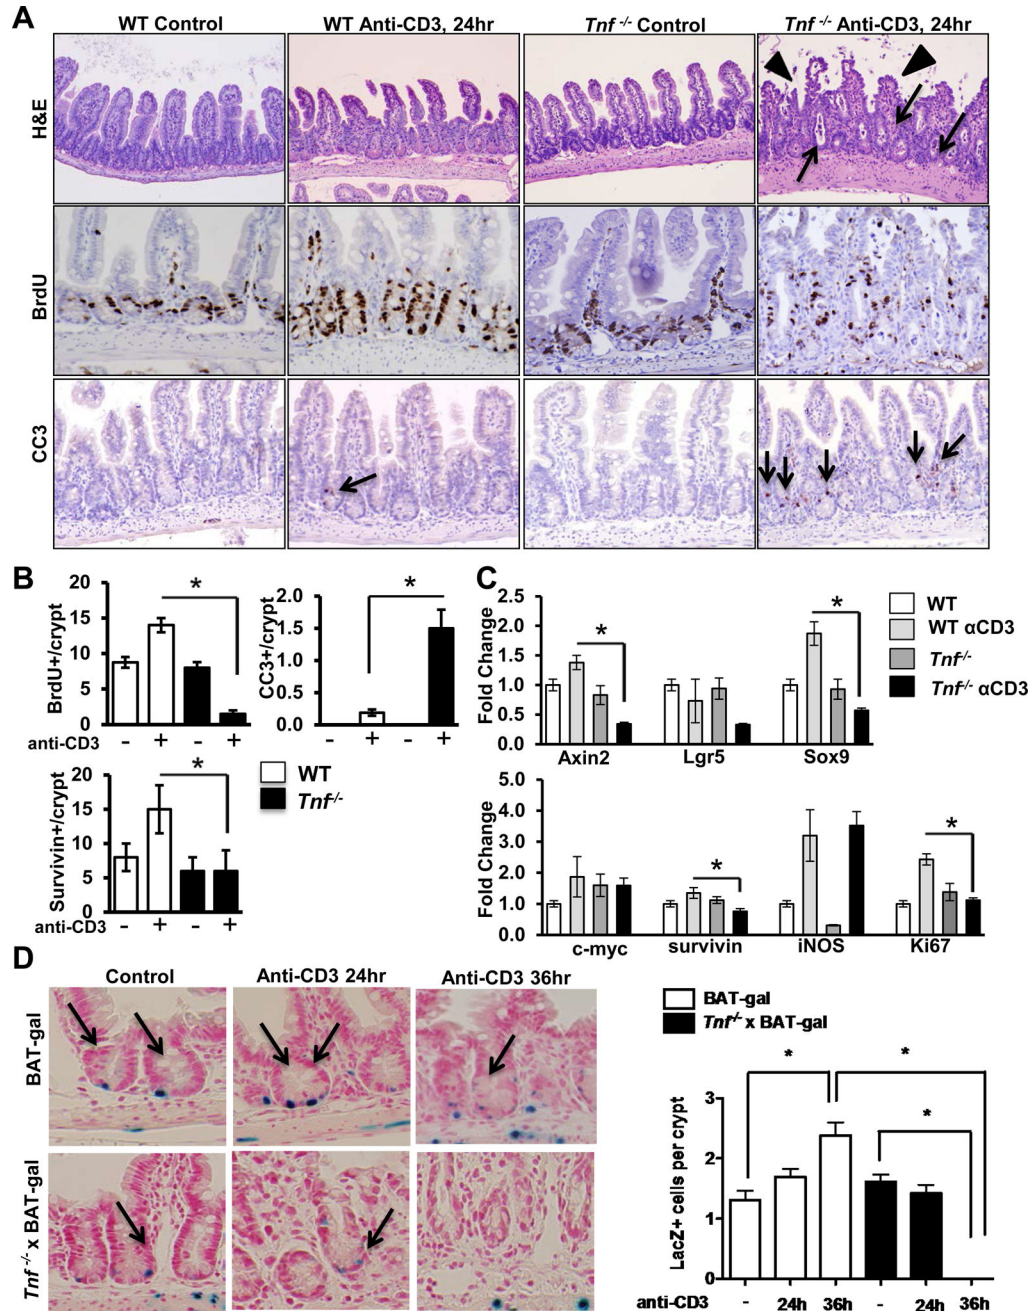 A
WT Control
WT Anti-CD3, 24hr
Tnf -/- Control
Tnf -/- Anti-CD3, 24hr
H&E
BrdU
CC3
B
BrdU+/crypt
20
15
10
5
0
*
anti-CD3 - + - +
CC3+/crypt
2.0
1.5
1.0
0.5
0.0
*
- + - +
Survivin+/crypt
20
15
10
5
0
*
anti-CD3 - + - +
WT
Tnf-/-
C
Fold Change
2.5
2.0
1.5
1.0
0.5
0.0
*
*
Axin2 Lgr5 Sox9
WT
WT αCD3
Tnf-/-
Tnf-/- αCD3
Fold Change
5.0
4.0
3.0
2.0
1.0
0.0
*
*
c-myc survivin iNOS Ki67
D
Control
Anti-CD3 24hr
Anti-CD3 36hr
BAT-gal
Tnf -/- x BAT-gal
BAT-gal
Tnf-/- x BAT-gal
LacZ+ cells per crypt
3
2
1
0
*
*
*
anti-CD3 - 24h 36h - 24h 36h